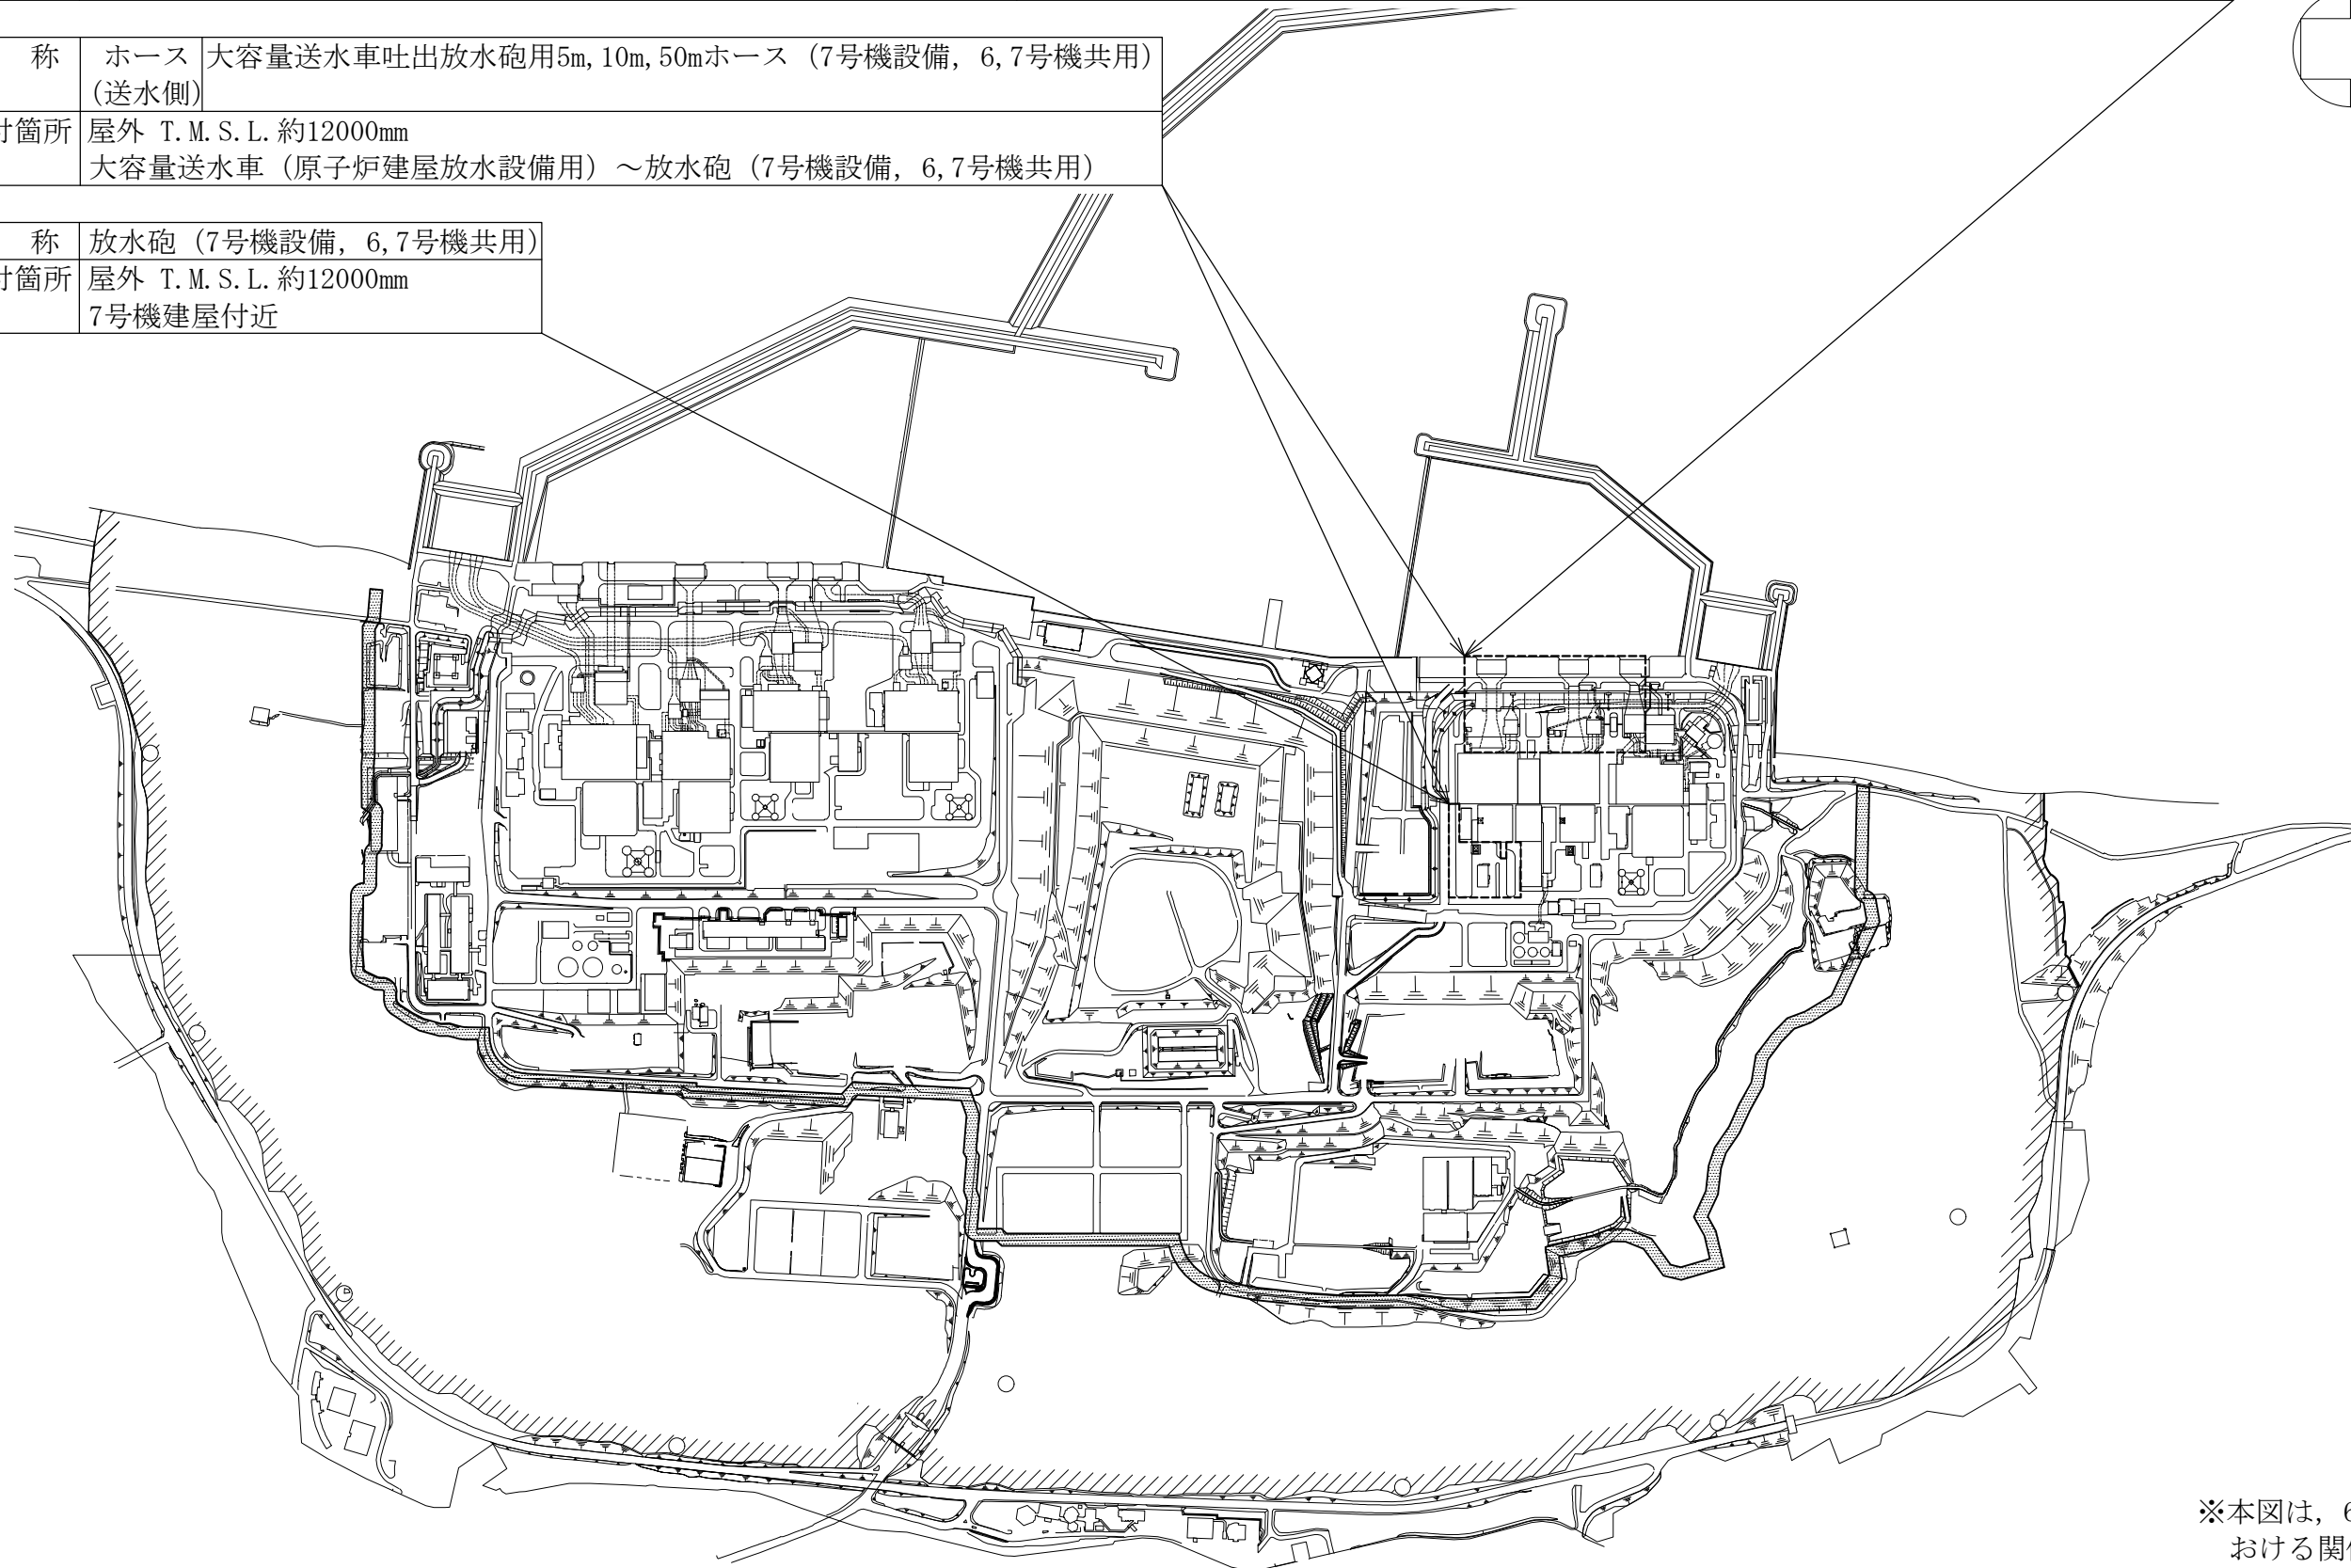 称 ホース 大容量送水車吐出放水砲用5m,10m,50mホース（7号機設備，6,7号機共用）
(送水側)
付箇所 屋外 T.M.S.L.約12000mm
大容量送水車（原子炉建屋放水設備用）～放水砲（7号機設備，6,7号機共用）
称 放水砲（7号機設備，6,7号機共用）
付箇所 屋外 T.M.S.L.約12000mm
7号機建屋付近
※本図は，6
おける関